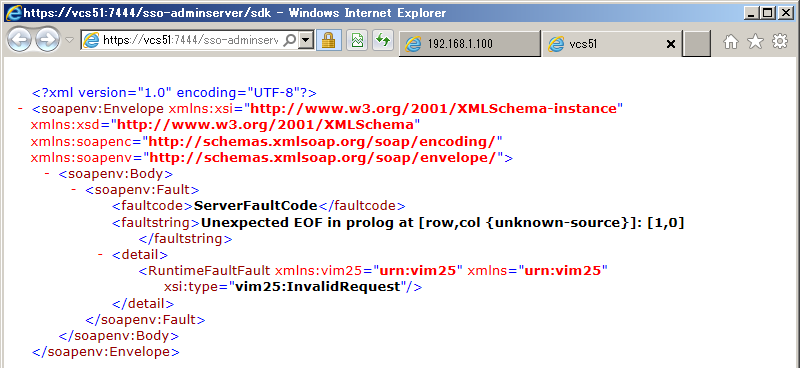 https://vcs51:7444/sso-adminserver/sdk - Windows Internet Explorer
https://vcs51:7444/sso-adminserv
192.168.1.100
vcs51
<?xml version="1.0" encoding="UTF-8"?>
- <soapenv:Envelope xmlns:xsi="http://www.w3.org/2001/XMLSchema-instance"
xmlns:xsd="http://www.w3.org/2001/XMLSchema"
xmlns:soapenc="http://schemas.xmlsoap.org/soap/encoding/"
xmlns:soapenv="http://schemas.xmlsoap.org/soap/envelope/">
- <soapenv:Body>
- <soapenv:Fault>
<faultcode>ServerFaultCode</faultcode>
<faultstring>Unexpected EOF in prolog at [row,col {unknown-source}]: [1,0]
</faultstring>
- <detail>
<RuntimeFaultFault xmlns:vim25="urn:vim25" xmlns="urn:vim25"
xsi:type="vim25:InvalidRequest"/>
</detail>
</soapenv:Fault>
</soapenv:Body>
</soapenv:Envelope>